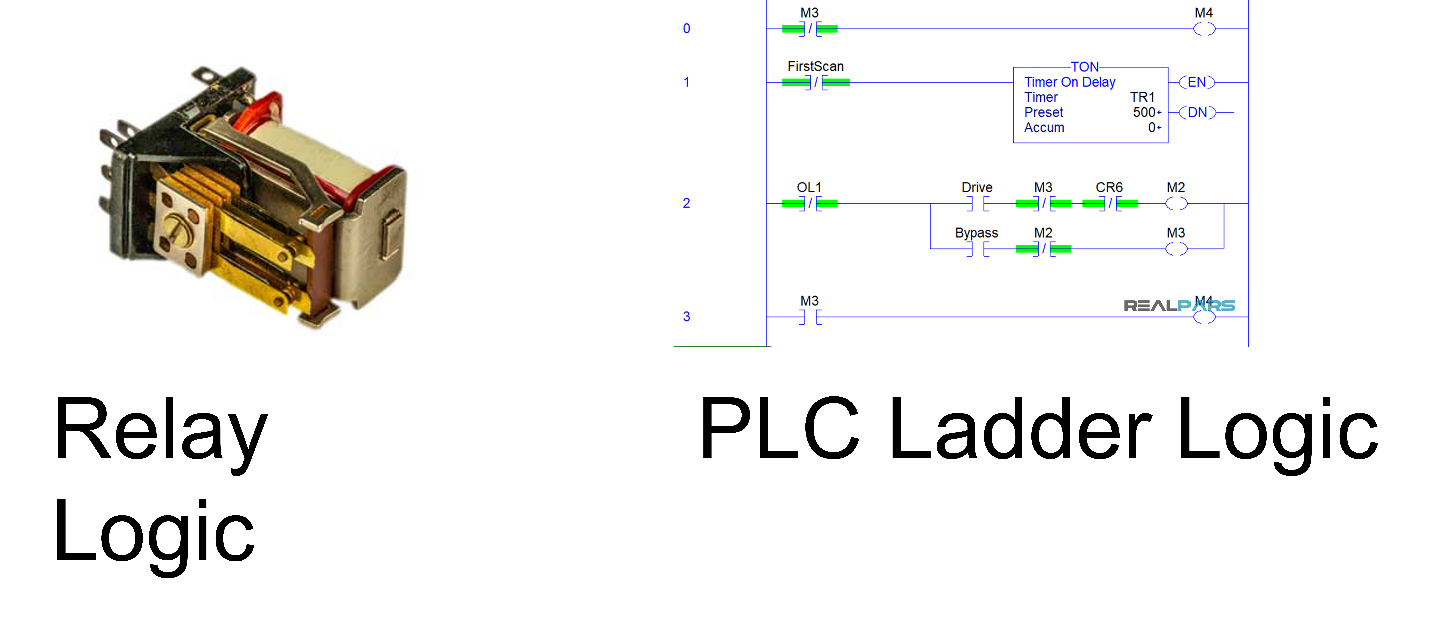 M3
M4
0
FirstScan
TON
1
Timer On Delay
EN
Timer
TR1
Preset
500
DN
Accum
0
OL1
Drive
M3
CR6
M2
2
Bypass
M2
M3
M3
REALPARS
M4
3
Relay
Logic
PLC Ladder Logic